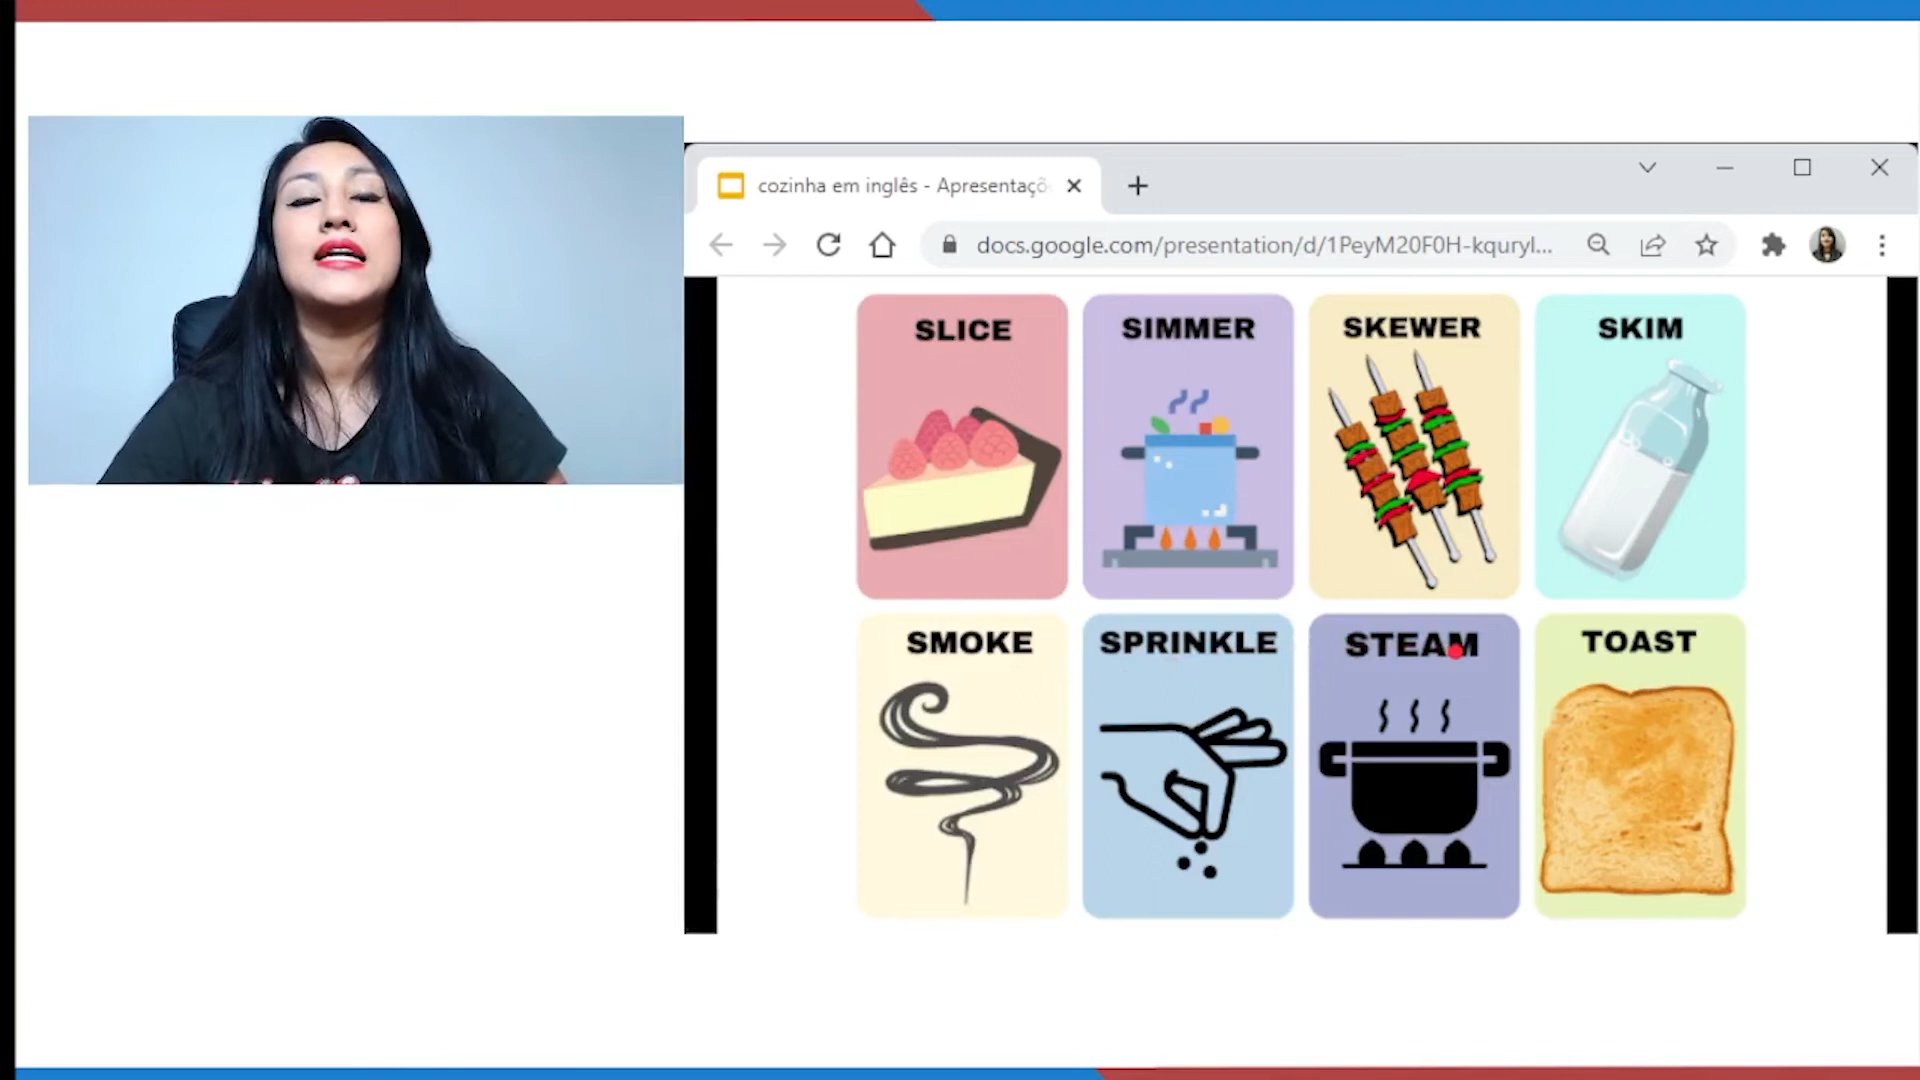 cozinha em inglês - Apresentaçõ
docs.google.com/presentation/d/1PeyM20F0H-kquryl...
SLICE
SIMMER
SKEWER
SKIM
SMOKE
SPRINKLE
STEAM
TOAST